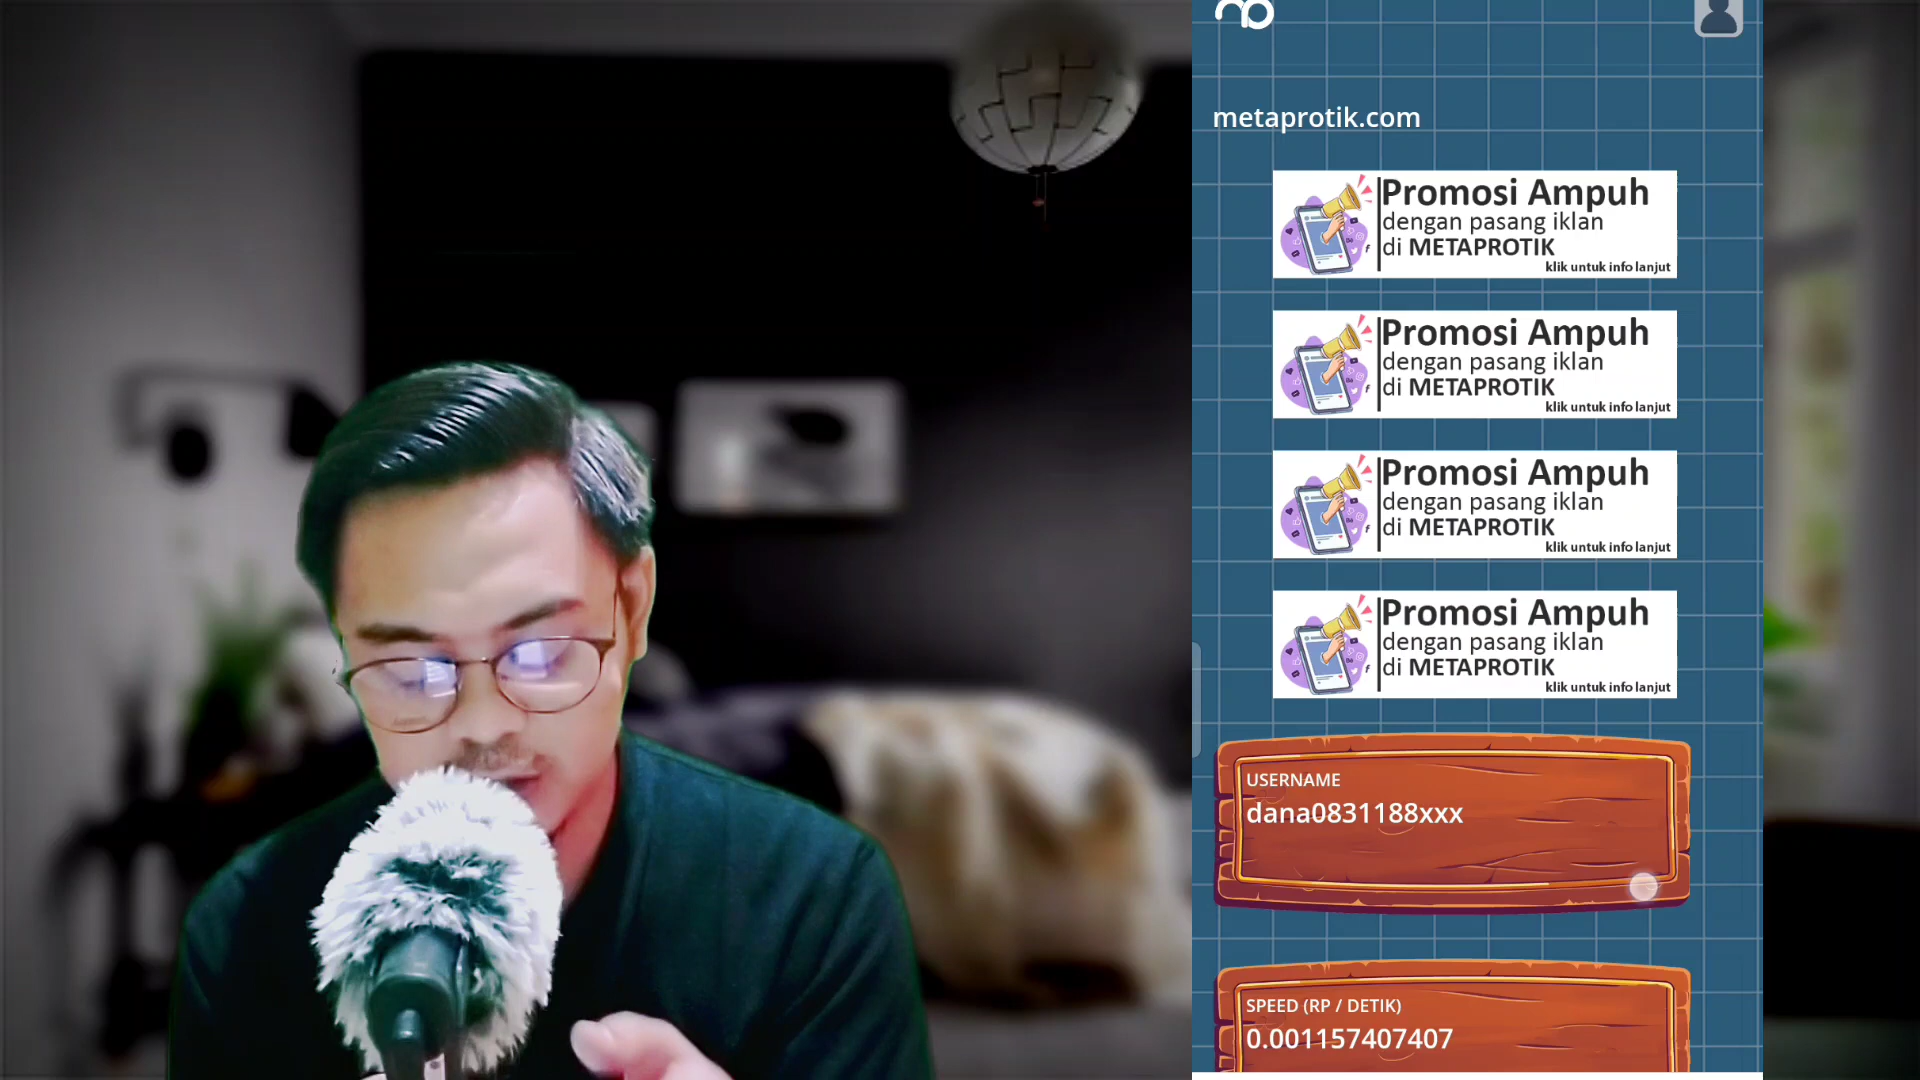 metaprotik.com
Promosi Ampuh
dengan pasang iklan
di METAPROTIK
klik untuk info lanjut
Promosi Ampuh
dengan pasang iklan
di METAPROTIK
klik untuk info lanjut
Promosi Ampuh
dengan pasang iklan
di METAPROTIK
klik untuk info lanjut
Promosi Ampuh
dengan pasang iklan
di METAPROTIK
klik untuk info lanjut
USERNAME
dana0831188xxx
SPEED (RP / DETIK)
0.001157407407